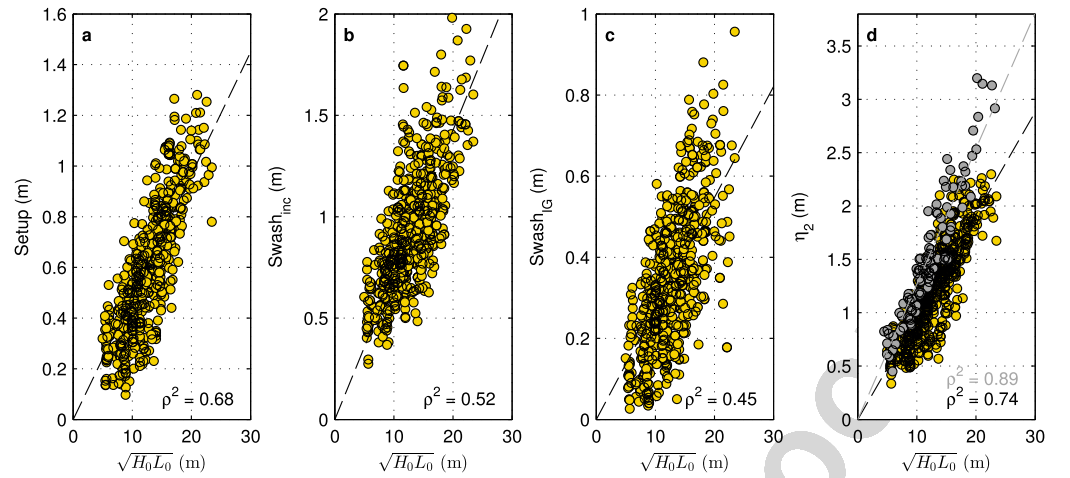 a
1.6
1.4
1.2
1
0.8
0.6
0.4
0.2
0
0 10 20 30
Setup (m)
√H₀L₀ (m)
ρ² = 0.68
b
2
1.5
1
0.5
0
0 10 20 30
Swash_inc (m)
√H₀L₀ (m)
ρ² = 0.52
c
1
0.8
0.6
0.4
0.2
0
0 10 20 30
Swash_IG (m)
√H₀L₀ (m)
ρ² = 0.45
d
3.5
3
2.5
2
1.5
1
0.5
0
0 10 20 30
η₂ (m)
√H₀L₀ (m)
ρ² = 0.89
ρ² = 0.74